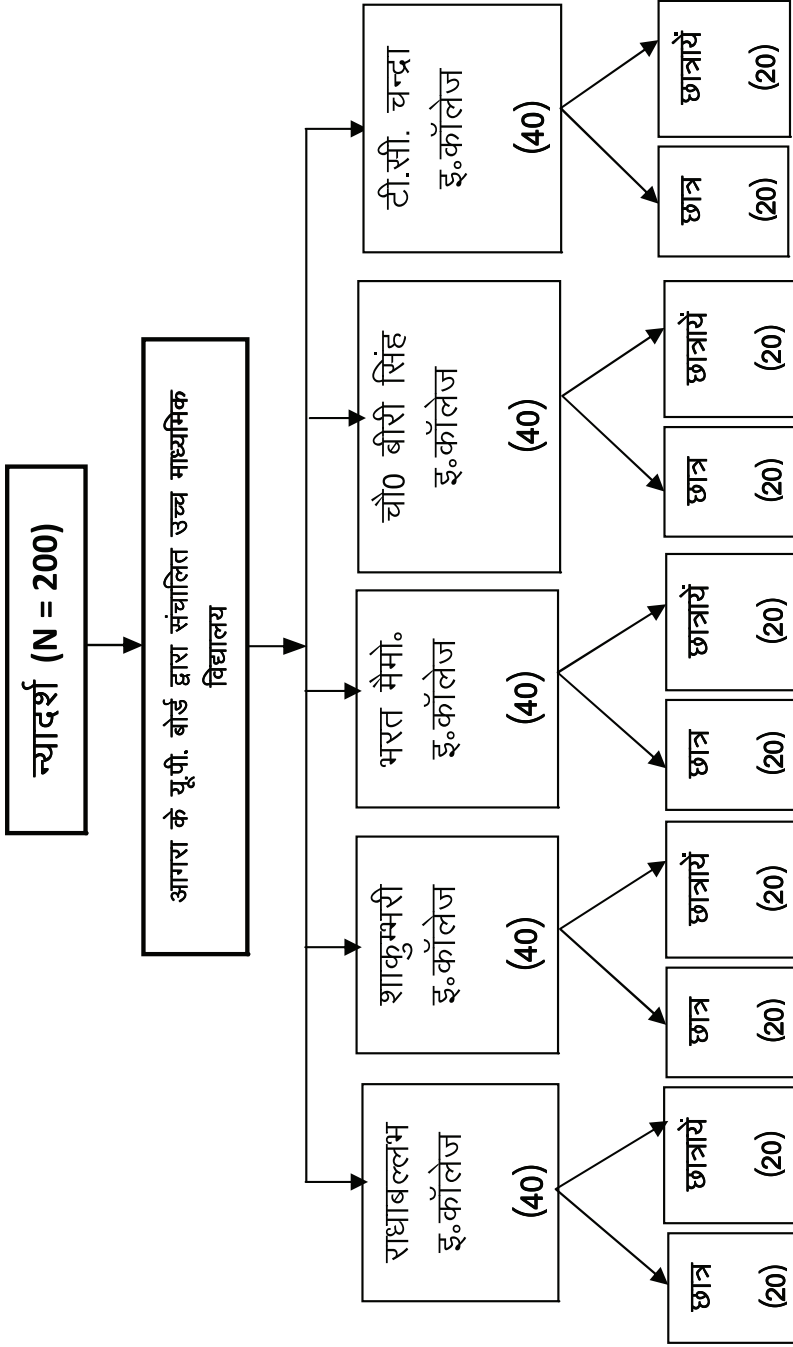 न्यादर्श (N = 200)
आगरा के यू.पी. बोर्ड द्वारा संचालित उच्च माध्यमिक
विद्यालय
राधाबल्लभ
इ.कॉलेज
(40)
शाकुम्भरी
इ.कॉलेज
(40)
भरत मैमो.
इ.कॉलेज
(40)
चौ0 बीरी सिंह
इ.कॉलेज
(40)
टी.सी. चन्द्रा
इ.कॉलेज
(40)
छात्र
(20)
छात्रायें
(20)
छात्र
(20)
छात्रायें
(20)
छात्र
(20)
छात्रायें
(20)
छात्र
(20)
छात्रायें
(20)
छात्र
(20)
छात्रायें
(20)